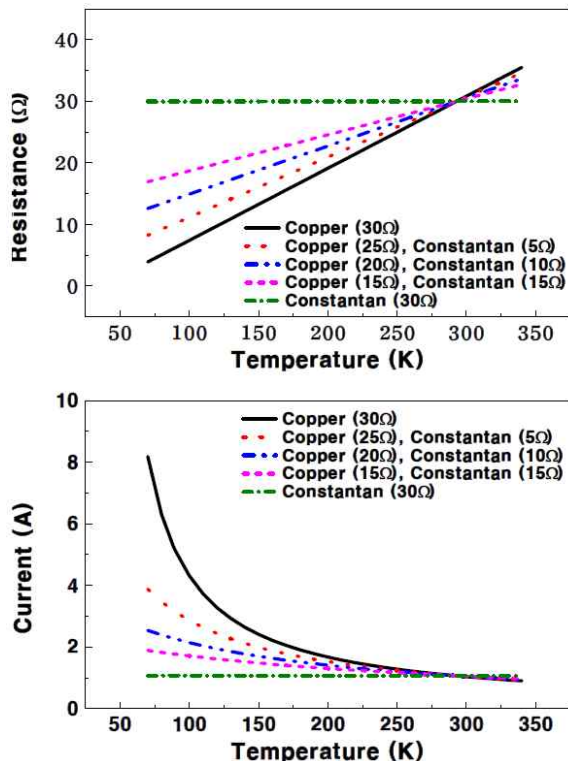 40
30
20
10
0
Resistance (Ω)
Copper (30Ω)
Copper (25Ω), Constantan (5Ω)
Copper (20Ω), Constantan (10Ω)
Copper (15Ω), Constantan (15Ω)
Constantan (30Ω)
50 100 150 200 250 300 350
Temperature (K)
10
8
6
4
2
0
Current (A)
Copper (30Ω)
Copper (25Ω), Constantan (5Ω)
Copper (20Ω), Constantan (10Ω)
Copper (15Ω), Constantan (15Ω)
Constantan (30Ω)
50 100 150 200 250 300 350
Temperature (K)